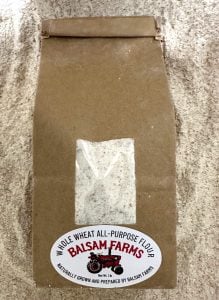 WHOLE WHEAT ALL-PURPOSE FLOUR
BALSAM FARMS
NATURALLY GROWN AND PREPARED BY BALSAM FARMS